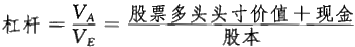 杠杆 = V_A / V_E = 股票多头头寸价值 + 现金 / 股本